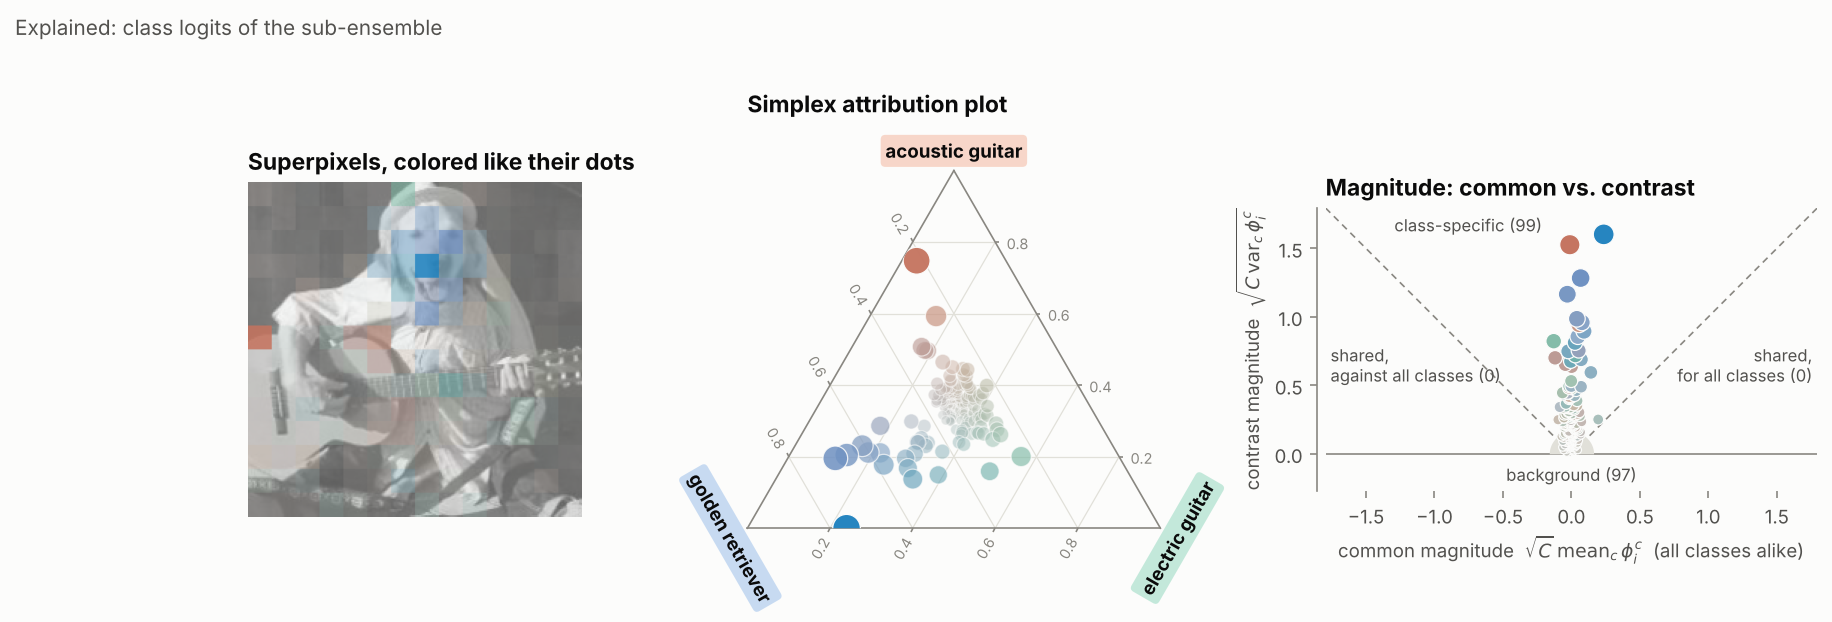 Explained: class logits of the sub-ensemble
Superpixels, colored like their dots
Simplex attribution plot
acoustic guitar
golden retriever
electric guitar
0.2
0.4
0.6
0.8
0.8
0.6
0.4
0.2
0.2
0.4
0.6
0.8
Magnitude: common vs. contrast
class-specific (99)
shared,
against all classes (0)
shared,
for all classes (0)
background (97)
contrast magnitude √C var_c ϕ_i^c
1.5
1.0
0.5
0.0
−1.5 −1.0 −0.5 0.0 0.5 1.0 1.5
common magnitude √C mean_c ϕ_i^c (all classes alike)